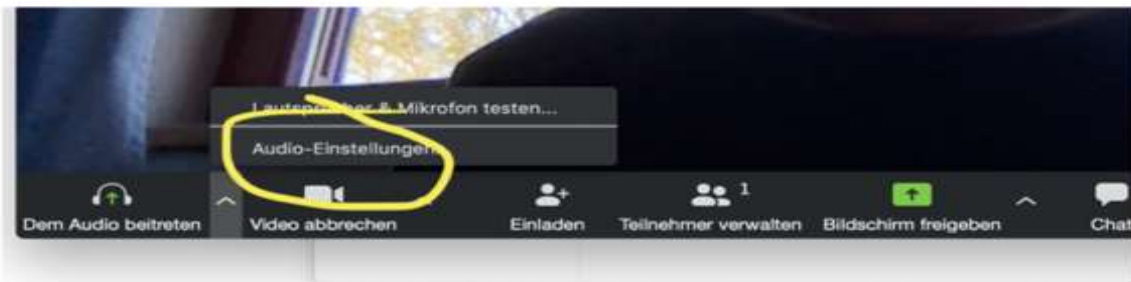 Lautsprecher & Mikrofon testen...
Audio-Einstellungen
1
Dem Audio beitreten
Video abbrechen
Einladen
Teilnehmer verwalten
Bildschirm freigeben
Chat